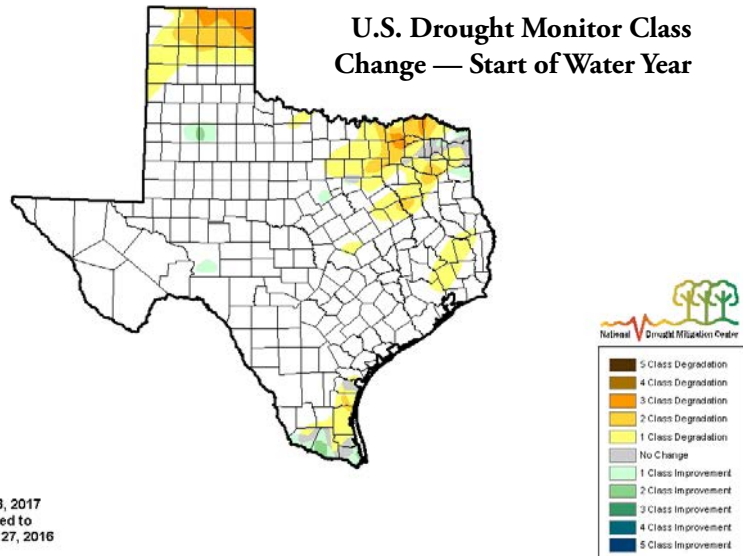 U.S. Drought Monitor Class
Change — Start of Water Year
National Drought Mitigation Center
5 Class Degradation
4 Class Degradation
3 Class Degradation
2 Class Degradation
1 Class Degradation
No Change
1 Class Improvement
2 Class Improvement
3 Class Improvement
4 Class Improvement
5 Class Improvement
3, 2017
ed to
27, 2016